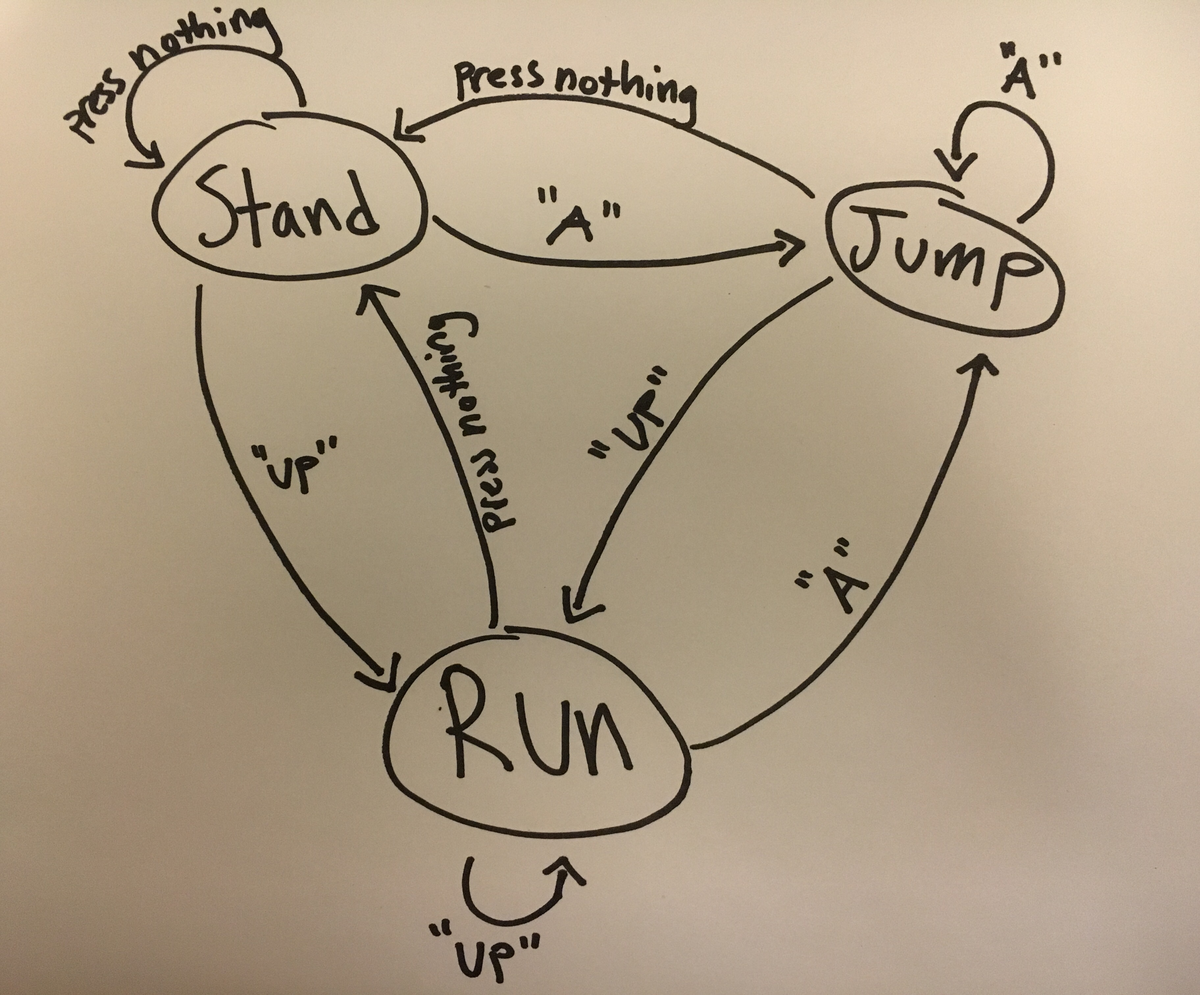 Press nothing
Press nothing
"A"
Stand
"A"
Jump
Press nothing
"UP"
"UP"
"A"
RUn
"UP"